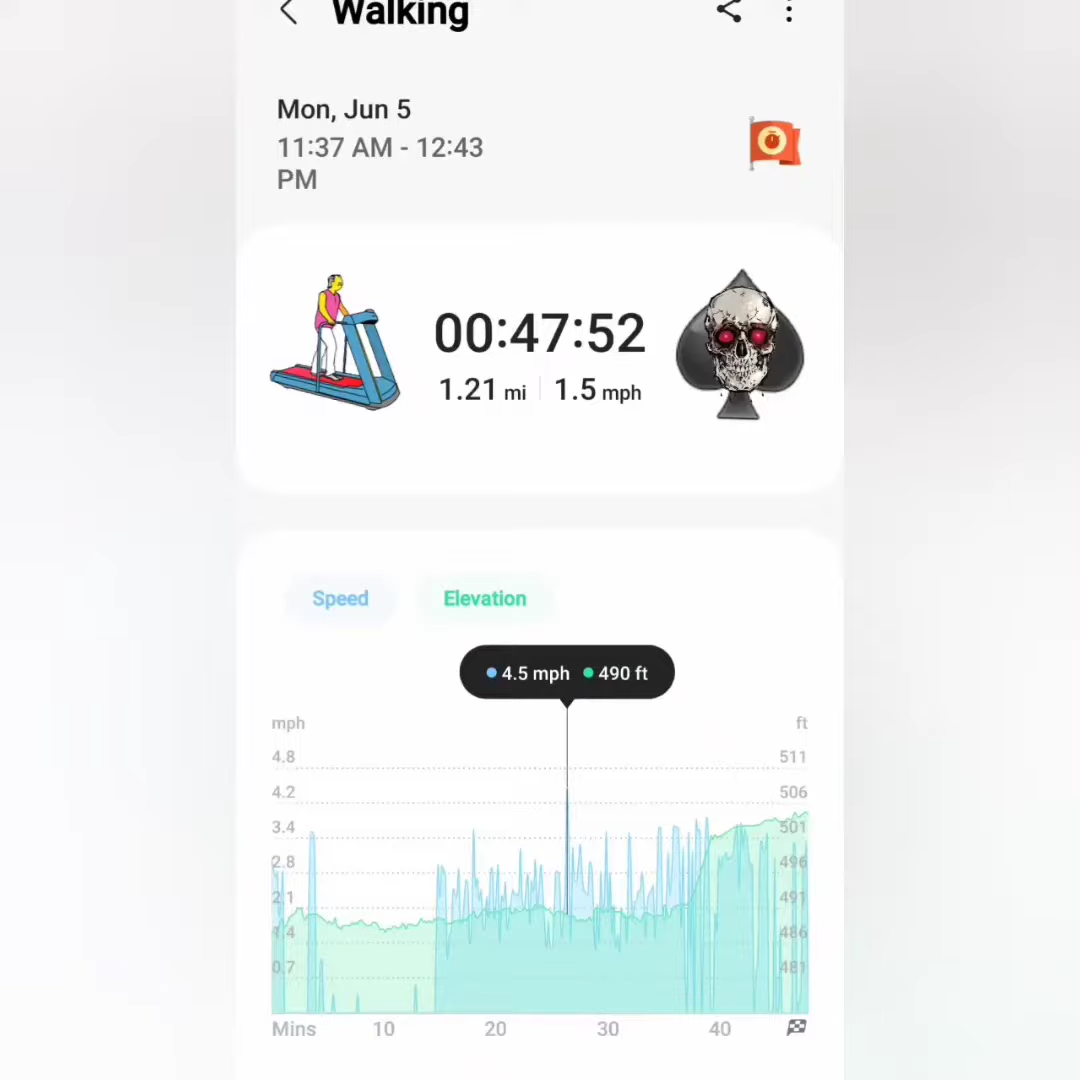 Walking
Mon, Jun 5
11:37 AM - 12:43
PM
00:47:52
1.21 mi 1.5 mph
Speed Elevation
4.5 mph 490 ft
mph ft
4.8 511
4.2 506
3.4 501
2.8 496
2.1 491
1.4 486
0.7 481
Mins 10 20 30 40